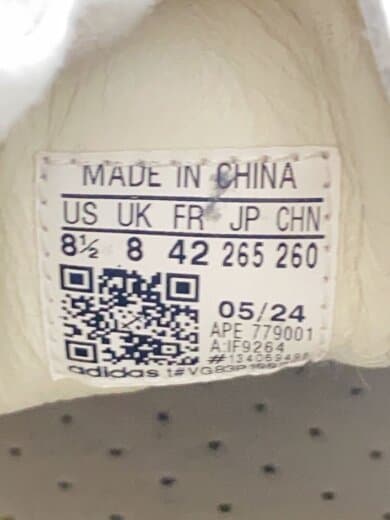 MADE IN CHINA
US UK FR JP CHN
8½ 8 42 265 260
05/24
APE 779001
A:IF9264
adidas